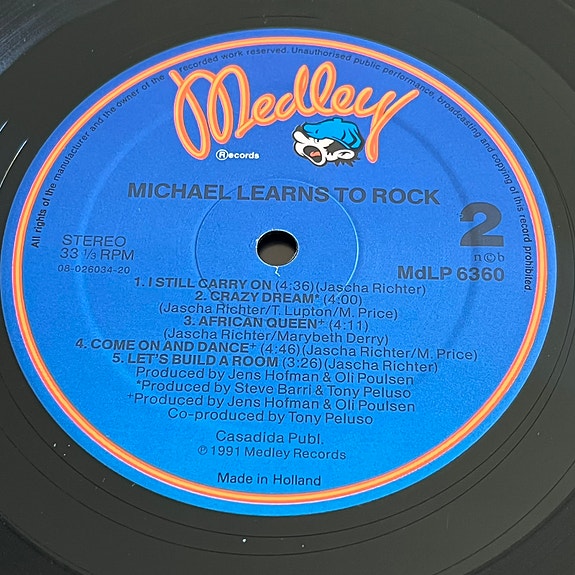 All rights of the manufacturer and the owner of the recorded work reserved. Unauthorised public performance, broadcasting and copying of this record prohibited.
Medley
Records
MICHAEL LEARNS TO ROCK
2
STEREO
33 ⅓ RPM
08-026034-20
n©b
MdLP 6360
1. I STILL CARRY ON (4:36)(Jascha Richter)
2. CRAZY DREAM* (4:00)
(Jascha Richter/T. Lupton/M. Price)
3. AFRICAN QUEEN+ (4:11)
(Jascha Richter/Marybeth Derry)
4. COME ON AND DANCE+ (4:46)(Jascha Richter/M. Price)
5. LET'S BUILD A ROOM (3:26)(Jascha Richter)
Produced by Jens Hofman & Oli Poulsen
*Produced by Steve Barri & Tony Peluso
+Produced by Jens Hofman & Oli Poulsen
Co-produced by Tony Peluso
Casadida Publ.
℗ 1991 Medley Records
Made in Holland